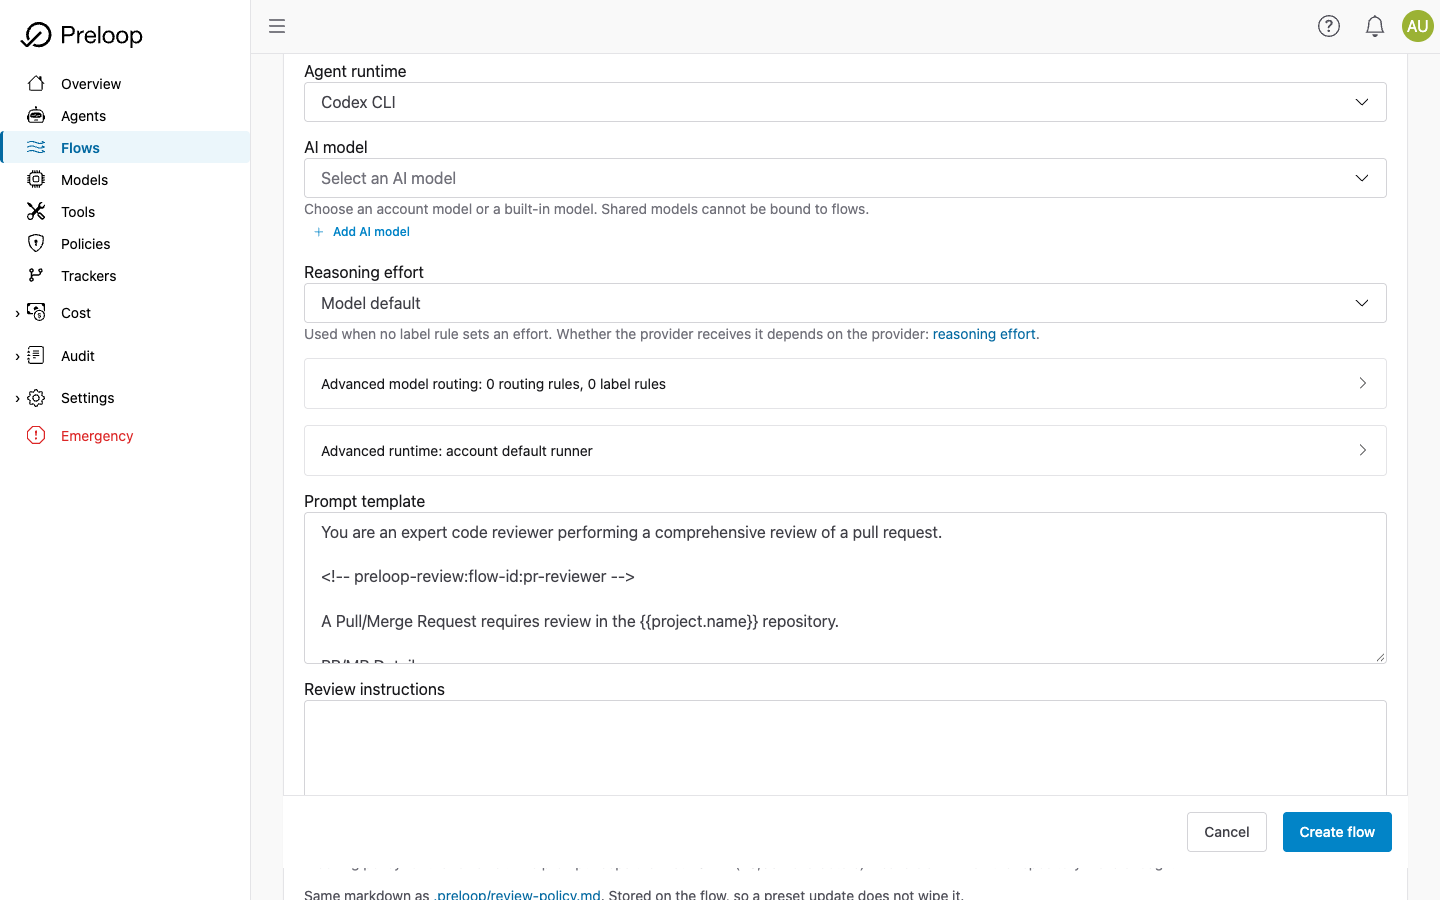 Preloop
AU
Overview
Agents
Flows
Models
Tools
Policies
Trackers
Cost
Audit
Settings
Emergency
Agent runtime
Codex CLI
AI model
Select an AI model
Choose an account model or a built-in model. Shared models cannot be bound to flows.
Add AI model
Reasoning effort
Model default
Used when no label rule sets an effort. Whether the provider receives it depends on the provider: reasoning effort.
Advanced model routing: 0 routing rules, 0 label rules
Advanced runtime: account default runner
Prompt template
You are an expert code reviewer performing a comprehensive review of a pull request.
<!-- preloop-review:flow-id:pr-reviewer -->
A Pull/Merge Request requires review in the {{project.name}} repository.
PR/MR Detail
Review instructions
Cancel
Create flow
Same markdown as .preloop/review-policy.md. Stored on the flow, so a preset update does not wipe it.